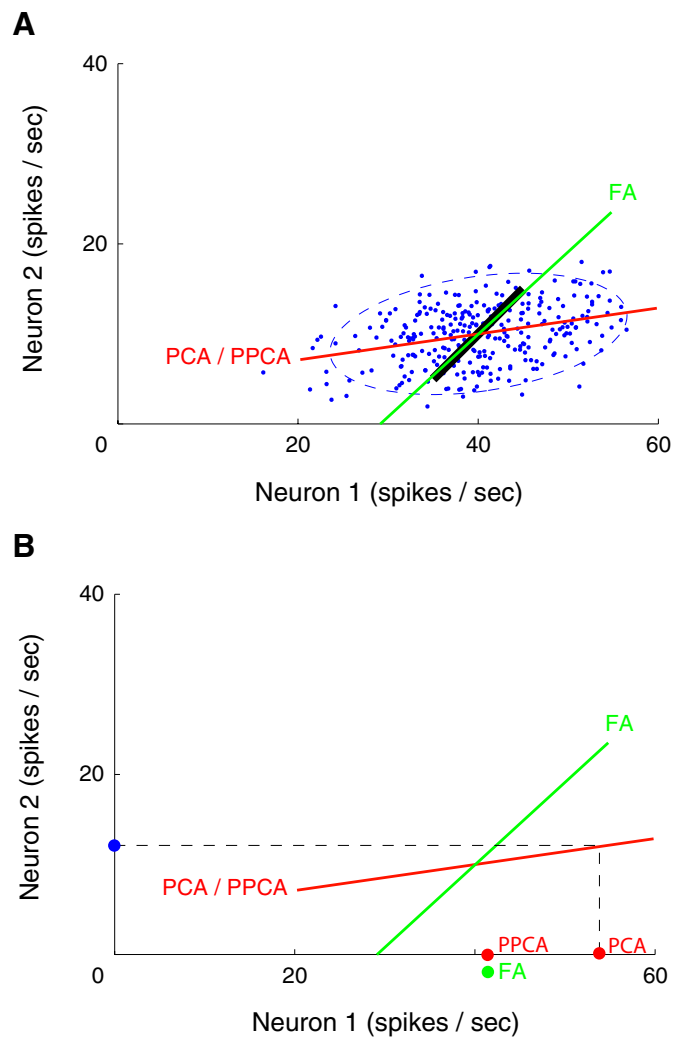 A
40
Neuron 2 (spikes / sec)
20
FA
PCA / PPCA
0
20
40
60
Neuron 1 (spikes / sec)
B
40
Neuron 2 (spikes / sec)
20
FA
PCA / PPCA
PPCA
PCA
FA
0
20
60
Neuron 1 (spikes / sec)